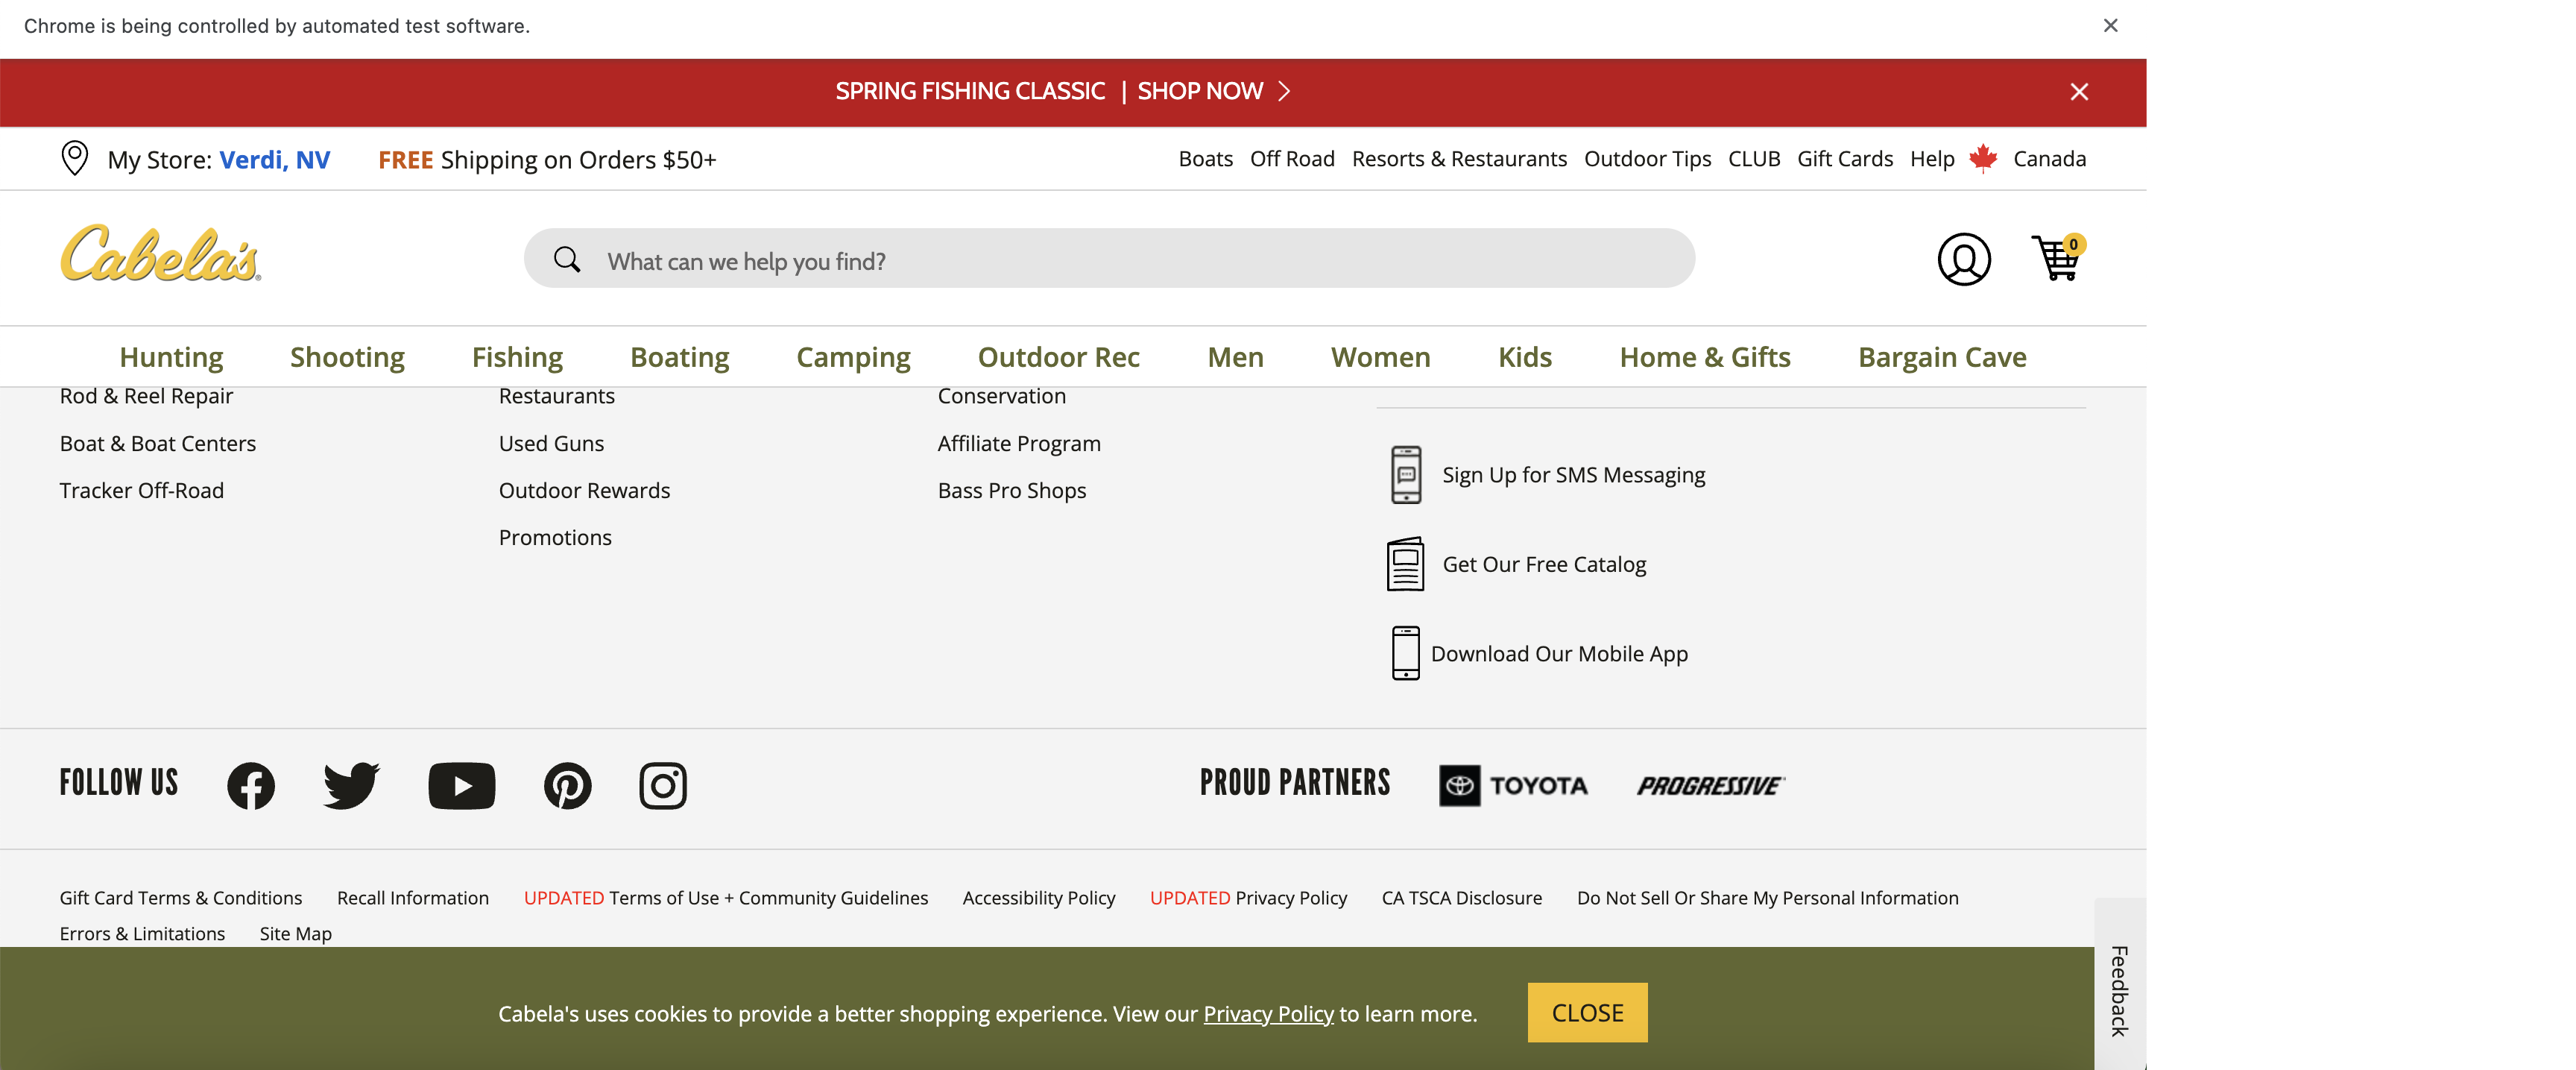 Chrome is being controlled by automated test software.
SPRING FISHING CLASSIC | SHOP NOW
My Store: Verdi, NV FREE Shipping on Orders $50+ Boats Off Road Resorts & Restaurants Outdoor Tips CLUB Gift Cards Help Canada
Cabela's® What can we help you find? 0
Hunting Shooting Fishing Boating Camping Outdoor Rec Men Women Kids Home & Gifts Bargain Cave
Rod & Reel Repair
Boat & Boat Centers
Tracker Off-Road
Restaurants
Used Guns
Outdoor Rewards
Promotions
Conservation
Affiliate Program
Bass Pro Shops
Sign Up for SMS Messaging
Get Our Free Catalog
Download Our Mobile App
FOLLOW US PROUD PARTNERS TOYOTA PROGRESSIVE
Gift Card Terms & Conditions Recall Information UPDATED Terms of Use + Community Guidelines Accessibility Policy UPDATED Privacy Policy CA TSCA Disclosure Do Not Sell Or Share My Personal Information
Errors & Limitations Site Map
Cabela's uses cookies to provide a better shopping experience. View our Privacy Policy to learn more. CLOSE
Feedback